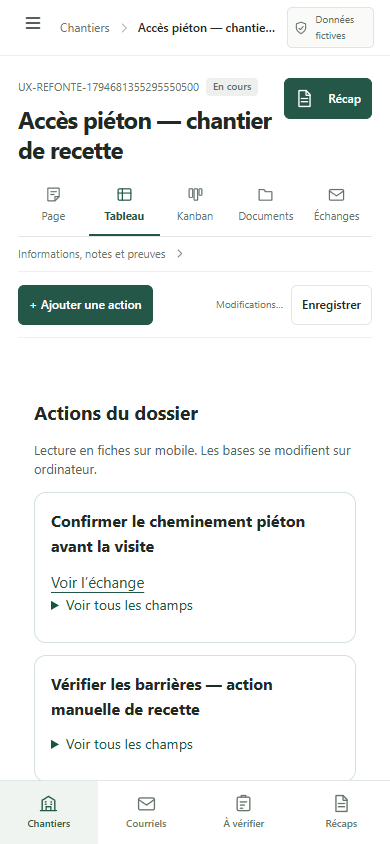 Chantiers
Accès piéton — chantie...
Données
fictives
UX-REFONTE-1794681355295550500
En cours
Récap
Accès piéton — chantier
de recette
Page
Tableau
Kanban
Documents
Échanges
Informations, notes et preuves
+ Ajouter une action
Modifications...
Enregistrer
Actions du dossier
Lecture en fiches sur mobile. Les bases se modifient sur
ordinateur.
Confirmer le cheminement piéton
avant la visite
Voir l'échange
Voir tous les champs
Vérifier les barrières — action
manuelle de recette
Voir tous les champs
Chantiers
Courriels
À vérifier
Récaps